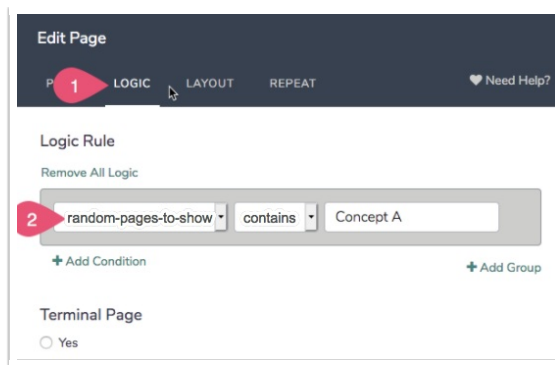 Edit Page
P 1 LOGIC LAYOUT REPEAT Need Help?
Logic Rule
Remove All Logic
2 random-pages-to-show contains Concept A
+ Add Condition
+ Add Group
Terminal Page
Yes